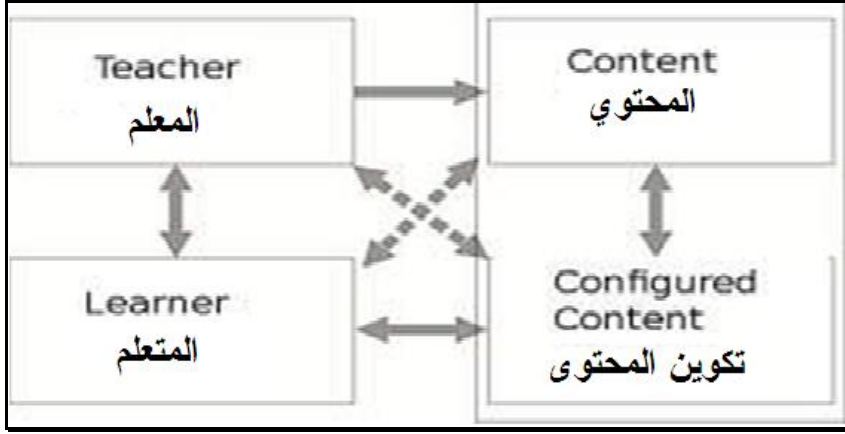 Teacher
المعلم
Content
المحتوي
Learner
المتعلم
Configured
Content
تكوين المحتوى